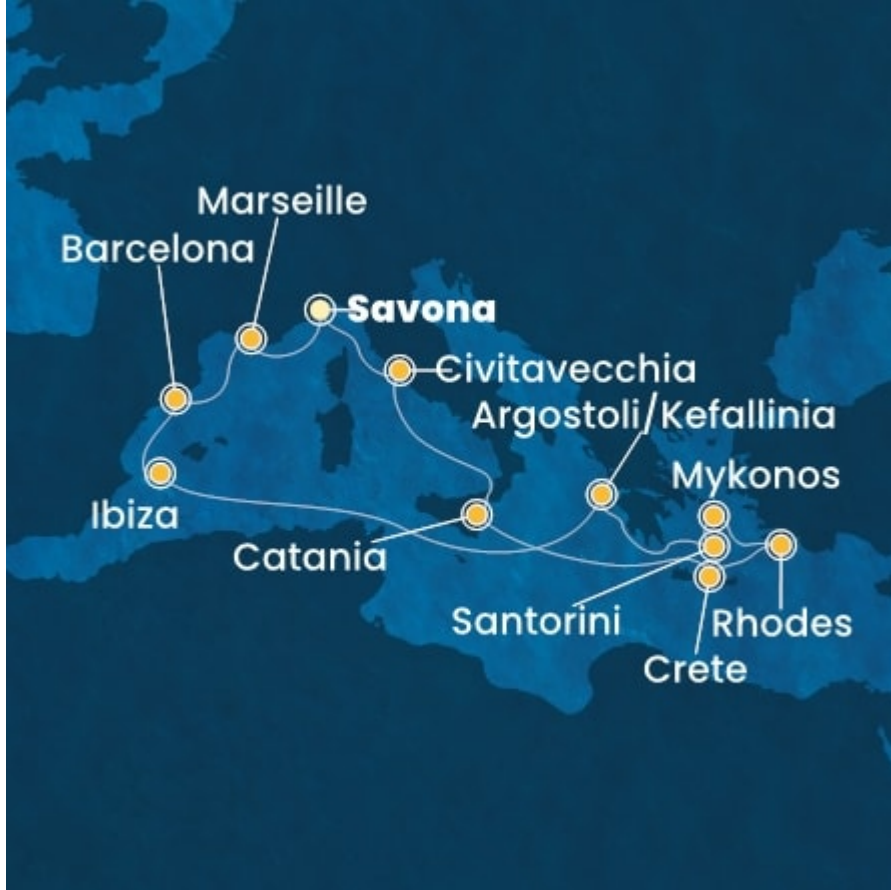 Marseille
Barcelona
Savona
Civitavecchia
Argostoli/Kefallinia
Mykonos
Ibiza
Catania
Santorini
Rhodes
Crete